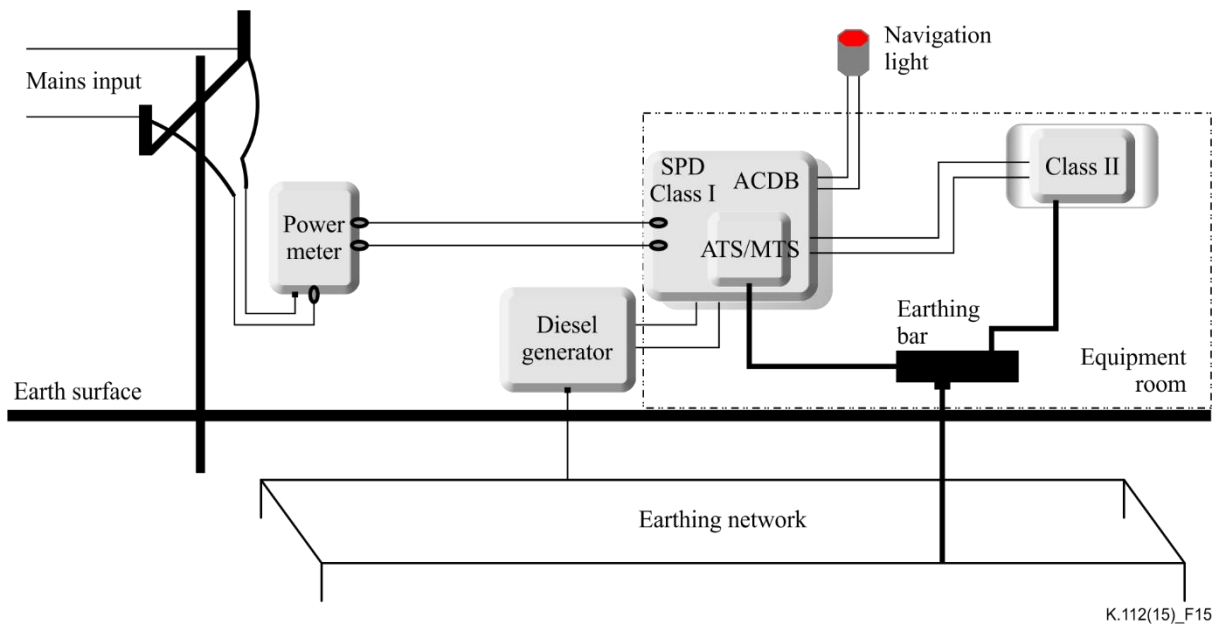 Navigation
light
Mains input
SPD
Class I
ACDB
Class II
Power
meter
ATS/MTS
Diesel
generator
Earthing
bar
Equipment
room
Earth surface
Earthing network
K.112(15)_F15